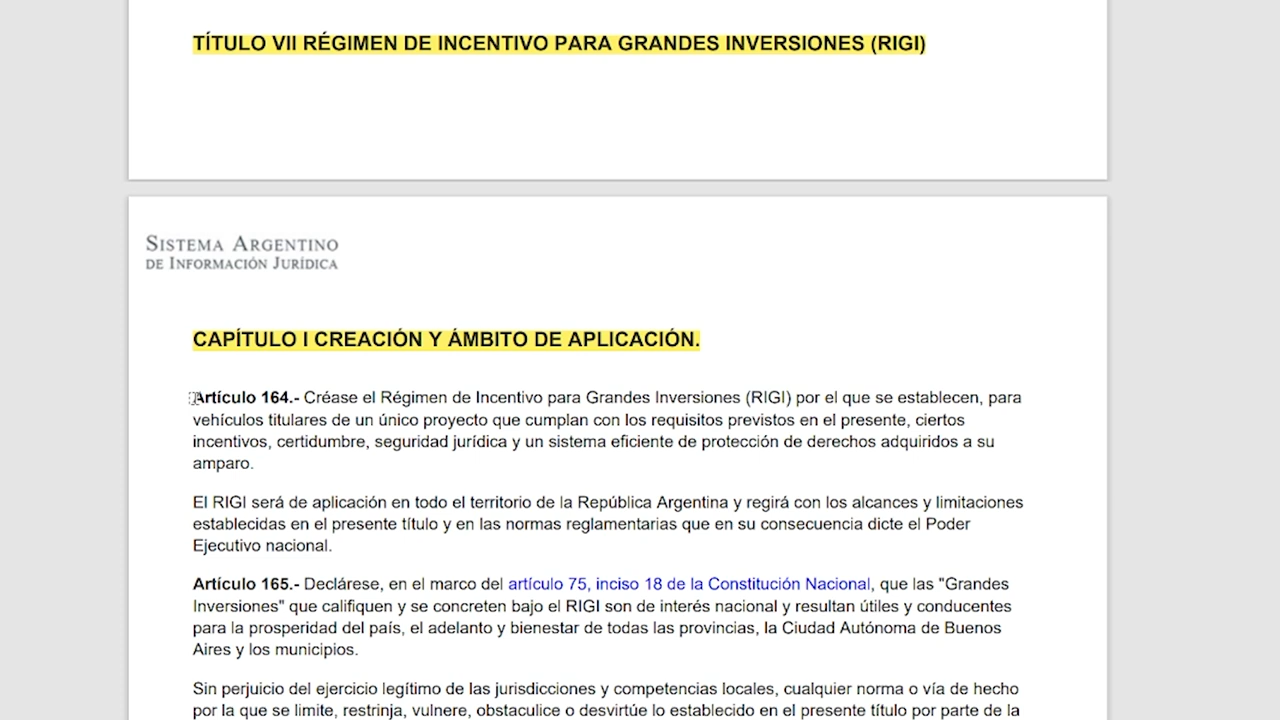 TÍTULO VII RÉGIMEN DE INCENTIVO PARA GRANDES INVERSIONES (RIGI)
SISTEMA ARGENTINO
DE INFORMACIÓN JURÍDICA
CAPÍTULO I CREACIÓN Y ÁMBITO DE APLICACIÓN.
Artículo 164.- Créase el Régimen de Incentivo para Grandes Inversiones (RIGI) por el que se establecen, para
vehículos titulares de un único proyecto que cumplan con los requisitos previstos en el presente, ciertos
incentivos, certidumbre, seguridad jurídica y un sistema eficiente de protección de derechos adquiridos a su
amparo.
El RIGI será de aplicación en todo el territorio de la República Argentina y regirá con los alcances y limitaciones
establecidas en el presente título y en las normas reglamentarias que en su consecuencia dicte el Poder
Ejecutivo nacional.
Artículo 165.- Declárese, en el marco del artículo 75, inciso 18 de la Constitución Nacional, que las "Grandes
Inversiones" que califiquen y se concreten bajo el RIGI son de interés nacional y resultan útiles y conducentes
para la prosperidad del país, el adelanto y bienestar de todas las provincias, la Ciudad Autónoma de Buenos
Aires y los municipios.
Sin perjuicio del ejercicio legítimo de las jurisdicciones y competencias locales, cualquier norma o vía de hecho
por la que se limite, restrinja, vulnere, obstaculice o desvirtúe lo establecido en el presente título por parte de la